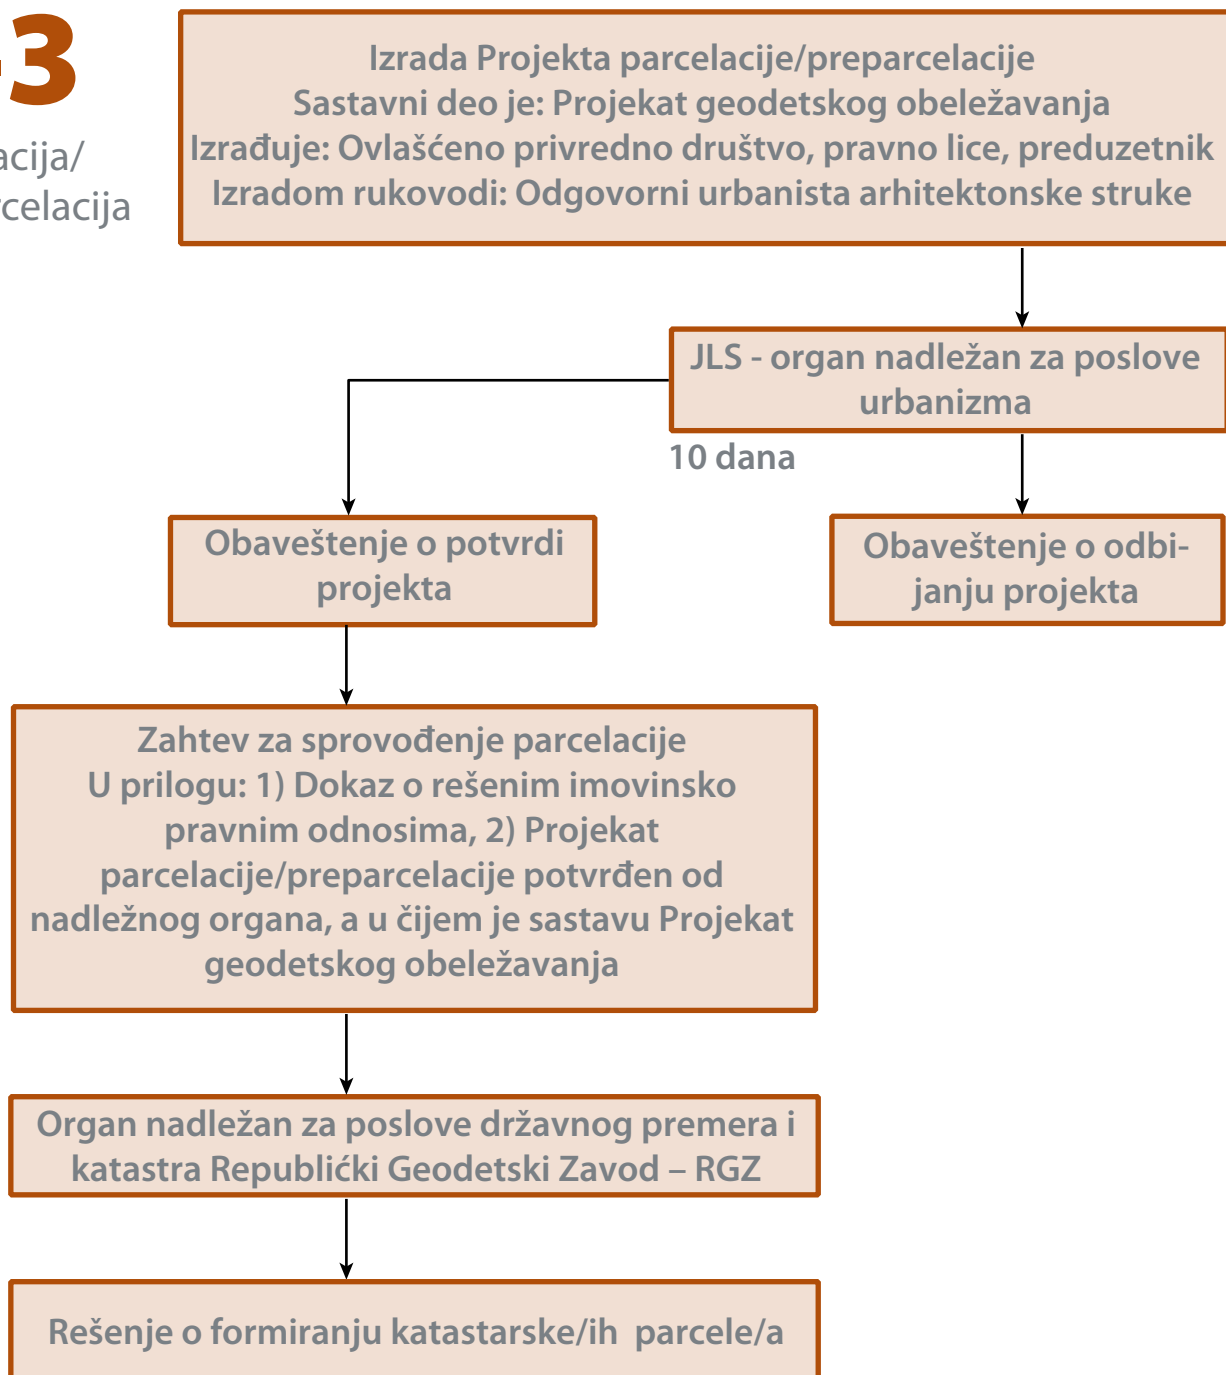 -3
acija/
rcelacija
Izrada Projekta parcelacije/preparcelacije
Sastavni deo je: Projekat geodetskog obeležavanja
Izrađuje: Ovlašćeno privredno društvo, pravno lice, preduzetnik
Izradom rukovodi: Odgovorni urbanista arhitektonske struke
JLS - organ nadležan za poslove
urbanizma
10 dana
Obaveštenje o potvrdi
projekta
Obaveštenje o odbi-
janju projekta
Zahtev za sprovođenje parcelacije
U prilogu: 1) Dokaz o rešenim imovinsko
pravnim odnosima, 2) Projekat
parcelacije/preparcelacije potvrđen od
nadležnog organa, a u čijem je sastavu Projekat
geodetskog obeležavanja
Organ nadležan za poslove državnog premera i
katastra Republićki Geodetski Zavod – RGZ
Rešenje o formiranju katastarske/ih  parcele/a